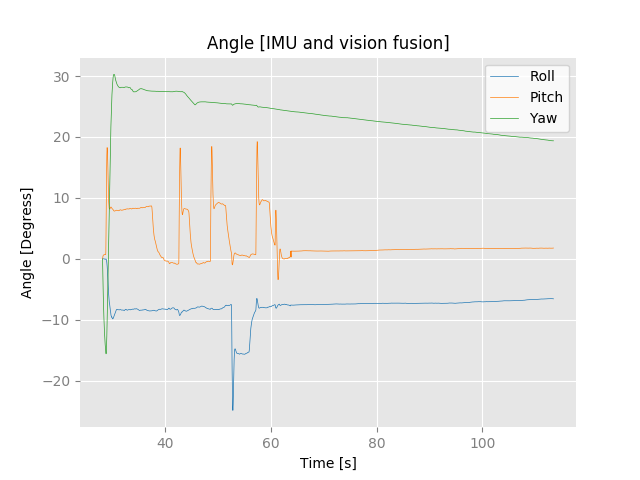 Angle [IMU and vision fusion]
Roll
Pitch
Yaw
Angle [Degress]
30
20
10
0
−10
−20
40
60
80
100
Time [s]